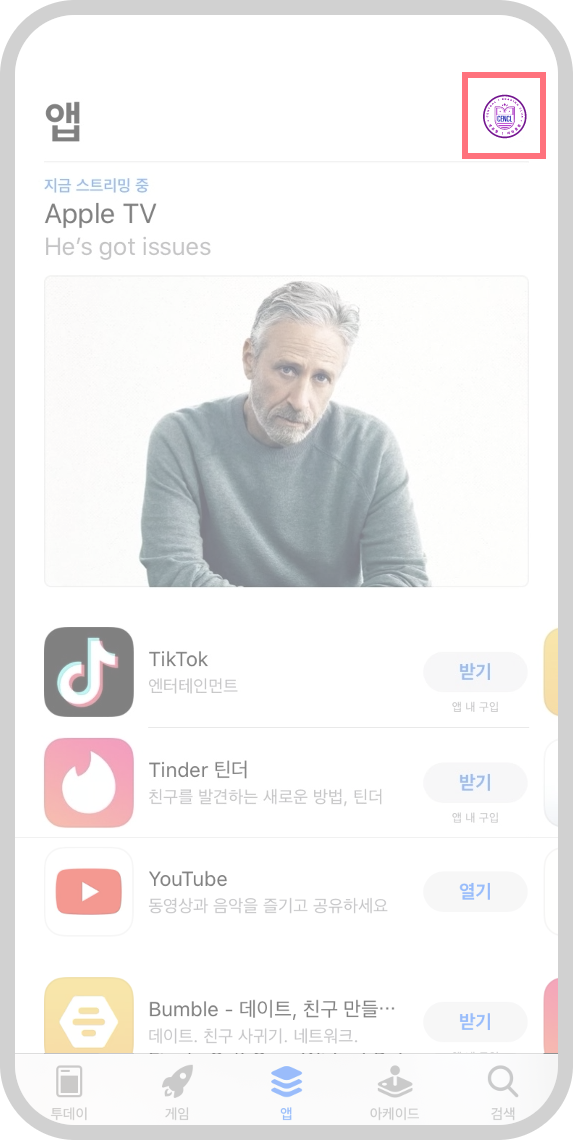 앱
CENCL
지금 스트리밍 중
Apple TV
He’s got issues
TikTok
엔터테인먼트
받기
앱 내 구입
Tinder 틴더
친구를 발견하는 새로운 방법, 틴더
받기
앱 내 구입
YouTube
동영상과 음악을 즐기고 공유하세요
열기
Bumble - 데이트, 친구 만들…
데이트. 친구 사귀기. 네트워크.
받기
투데이
게임
앱
아케이드
검색